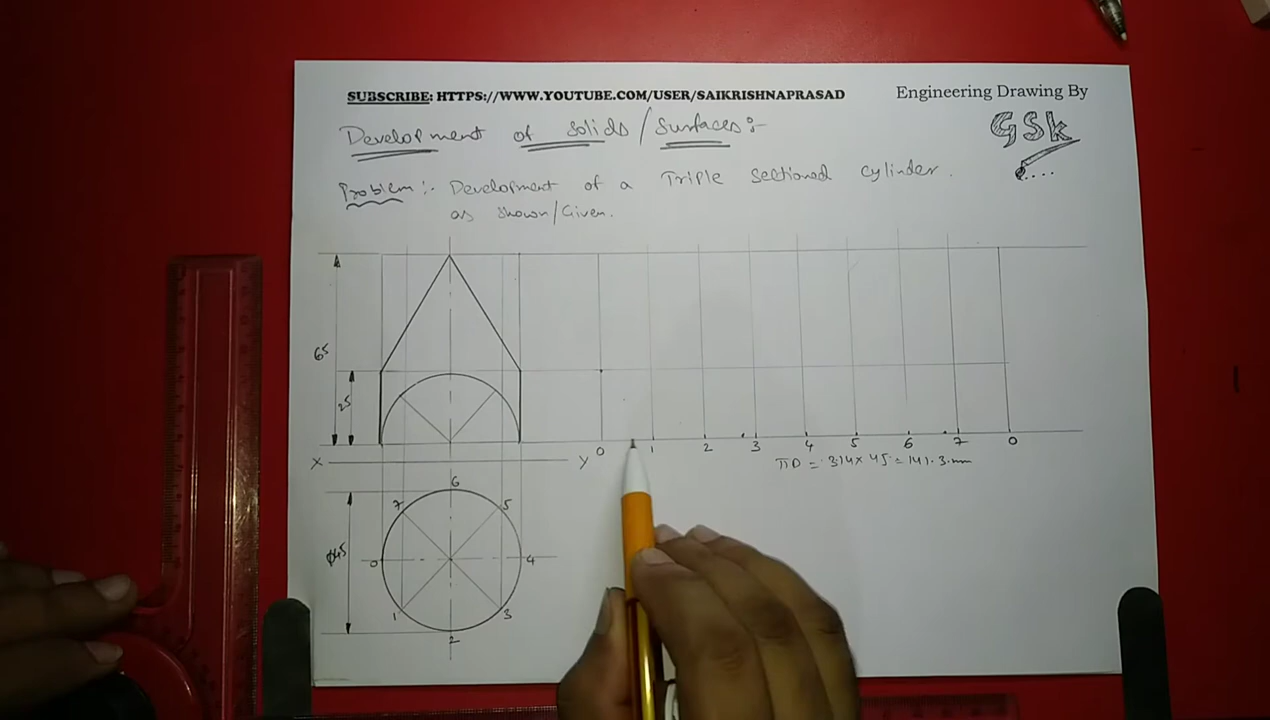 SUBSCRIBE: HTTPS://WWW.YOUTUBE.COM/USER/SAIKRISHNAPRASAD Engineering Drawing By
GSK
Development of solids/Surfaces:-
Problem:- Development of a Triple sectioned cylinder.
as shown/Given.
65
25
X Y 0 1 2 3 4 5 6 7 0
πD = 3.14 x 45 = 141.3 mm
6
7 5
φ45 0 4
1 3
2